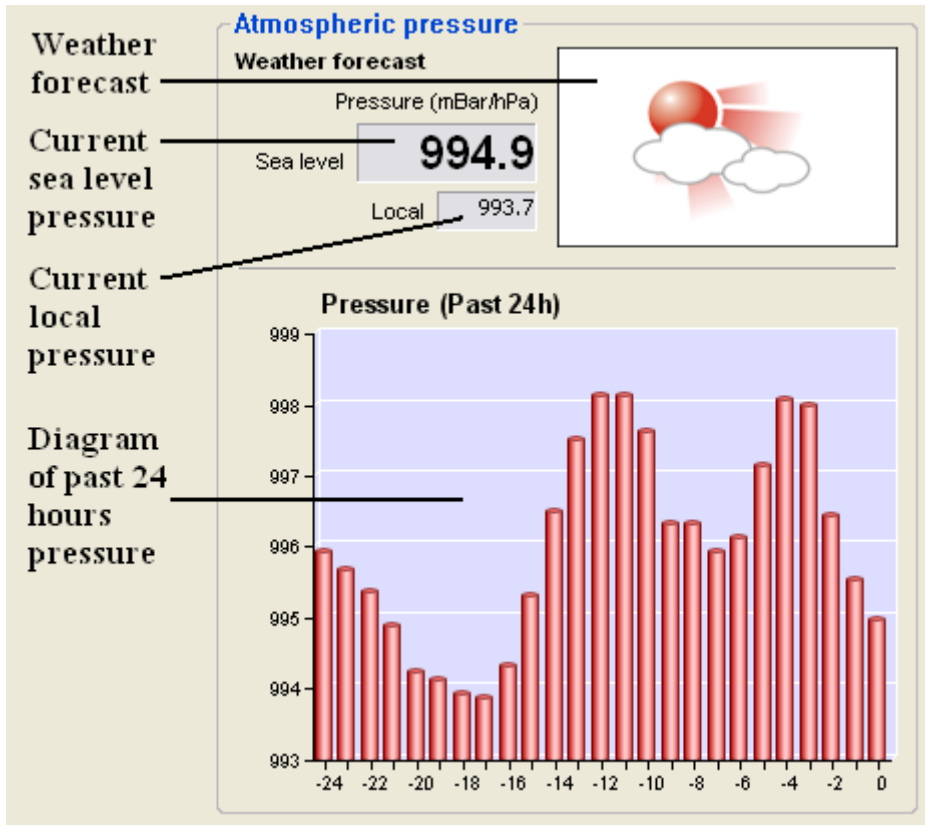 Atmospheric pressure
Weather forecast
Pressure (mBar/hPa)
Sea level 994.9
Local 993.7
Weather
forecast
Current
sea level
pressure
Current
local
pressure
Diagram
of past 24
hours
pressure
Pressure (Past 24h)
999
998
997
996
995
994
993
-24 -22 -20 -18 -16 -14 -12 -10 -8 -6 -4 -2 0